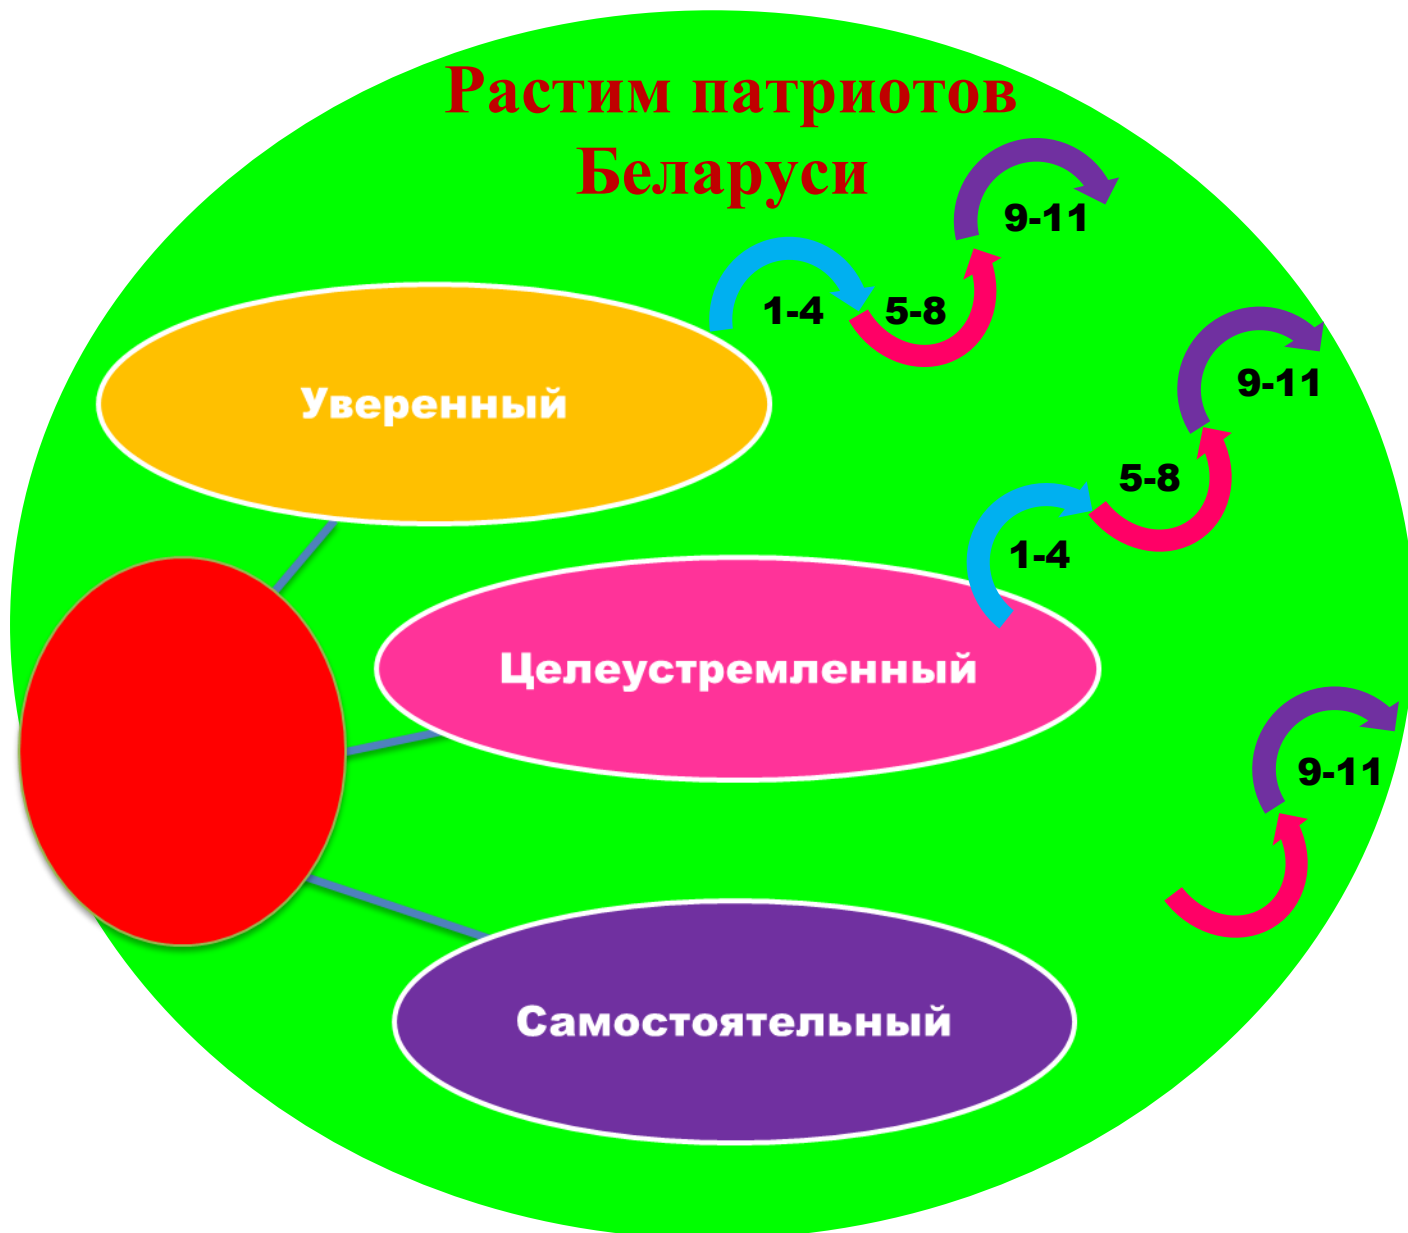 Растим патриотов
Беларуси
9-11
1-4
5-8
9-11
Уверенный
5-8
1-4
Целеустремленный
9-11
Самостоятельный